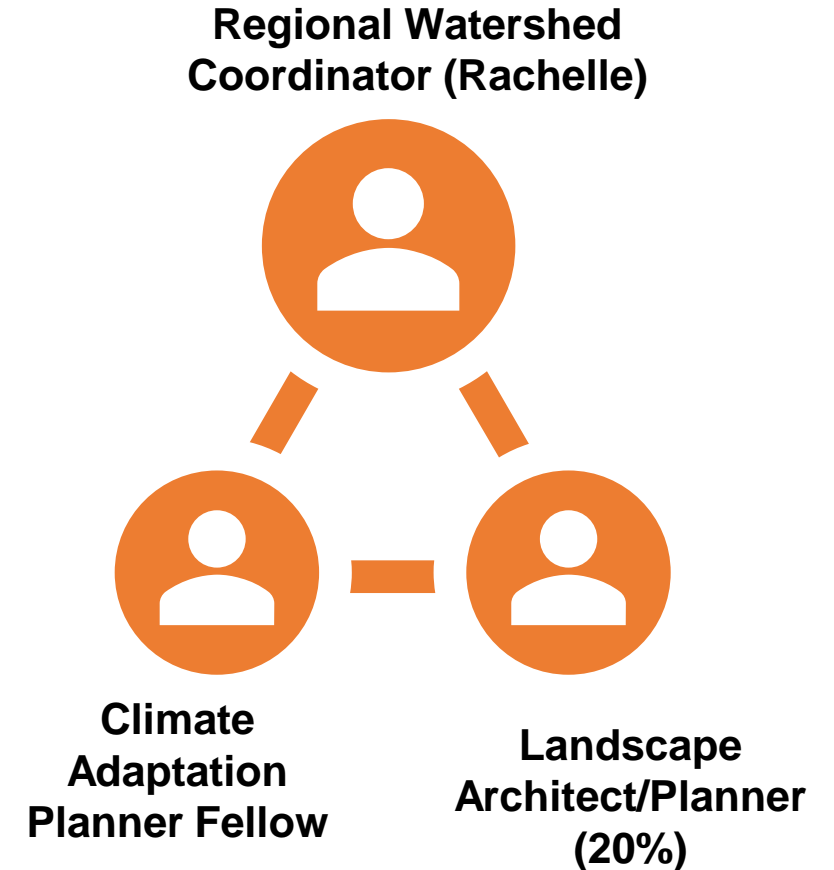 Regional Watershed
Coordinator (Rachelle)
Climate
Adaptation
Planner Fellow
Landscape
Architect/Planner
(20%)